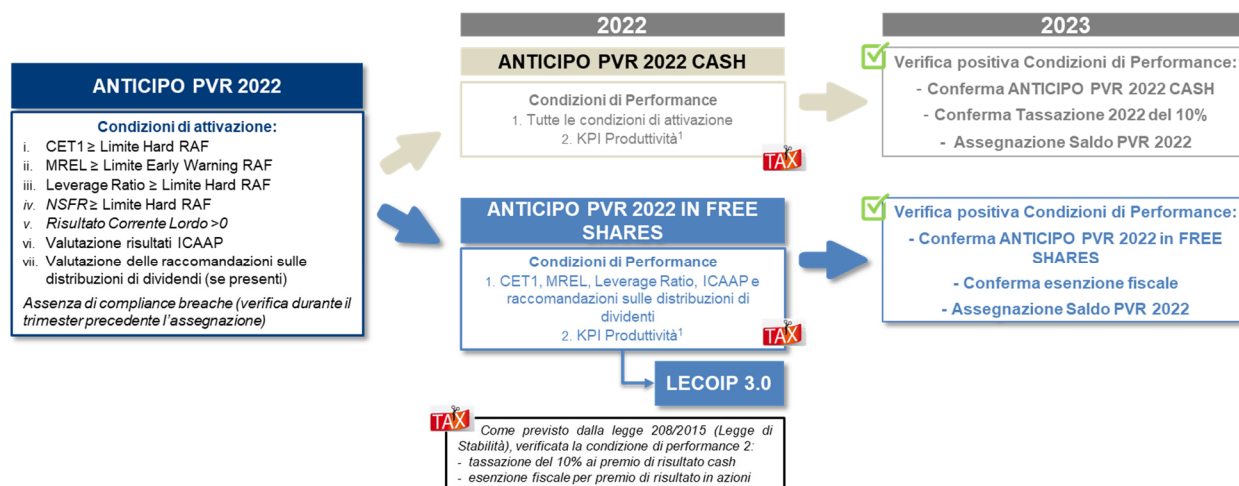 2022
2023
ANTICIPO PVR 2022
Condizioni di attivazione:
i. CET1 ≥ Limite Hard RAF
ii. MREL ≥ Limite Early Warning RAF
iii. Leverage Ratio ≥ Limite Hard RAF
iv. NSFR ≥ Limite Hard RAF
v. Risultato Corrente Lordo >0
vi. Valutazione risultati ICAAP
vii. Valutazione delle raccomandazioni sulle
distribuzioni di dividendi (se presenti)
Assenza di compliance breache (verifica durante il
trimester precedente l'assegnazione)
ANTICIPO PVR 2022 CASH
Condizioni di Performance
1. Tutte le condizioni di attivazione
2. KPI Produttività¹
TAX
Verifica positiva Condizioni di Performance:
- Conferma ANTICIPO PVR 2022 CASH
- Conferma Tassazione 2022 del 10%
- Assegnazione Saldo PVR 2022
ANTICIPO PVR 2022 IN FREE
SHARES
Condizioni di Performance
1. CET1, MREL, Leverage Ratio, ICAAP e
raccomandazioni sulle distribuzioni di
dividenti
2. KPI Produttività¹
TAX
Verifica positiva Condizioni di Performance:
- Conferma ANTICIPO PVR 2022 in FREE
SHARES
- Conferma esenzione fiscale
- Assegnazione Saldo PVR 2022
LECOIP 3.0
TAX
Come previsto dalla legge 208/2015 (Legge di
Stabilità), verificata la condizione di performance 2:
- tassazione del 10% ai premio di risultato cash
- esenzione fiscale per premio di risultato in azioni